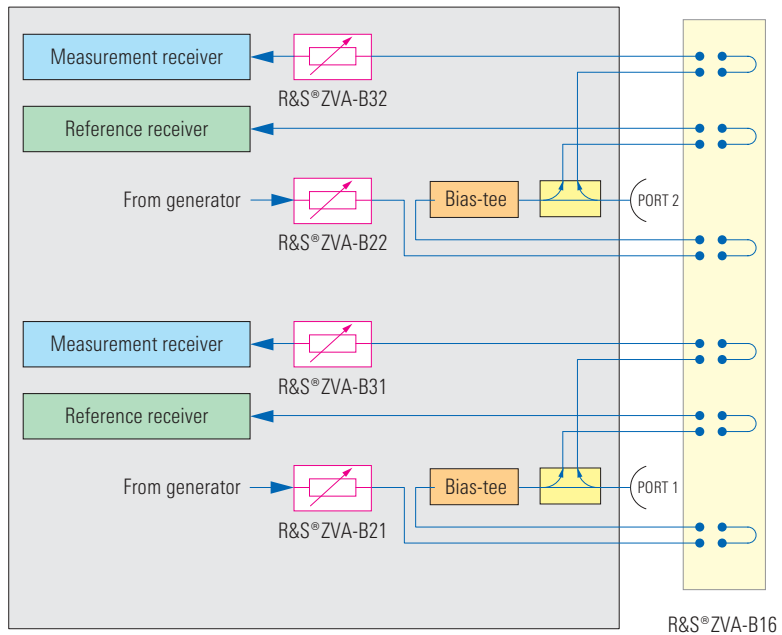 Measurement receiver
R&S®ZVA-B32
Reference receiver
From generator
Bias-tee
PORT 2
R&S®ZVA-B22
Measurement receiver
R&S®ZVA-B31
Reference receiver
From generator
Bias-tee
PORT 1
R&S®ZVA-B21
R&S®ZVA-B16